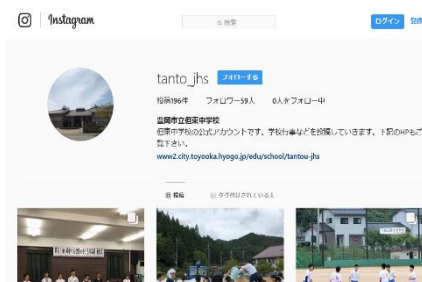 Instagram
検索
ログイン
tanto_jhs フォローする
投稿196件 フォロワー59人 0人をフォロー中
豊岡市立但東中学校
但東中学校の公式アカウントです。学校行事などを投稿していきます。下記のHPもご
覧下さい。
www2.city.toyooka.hyogo.jp/edu/school/tantou-jhs
投稿 タグ付けされている人